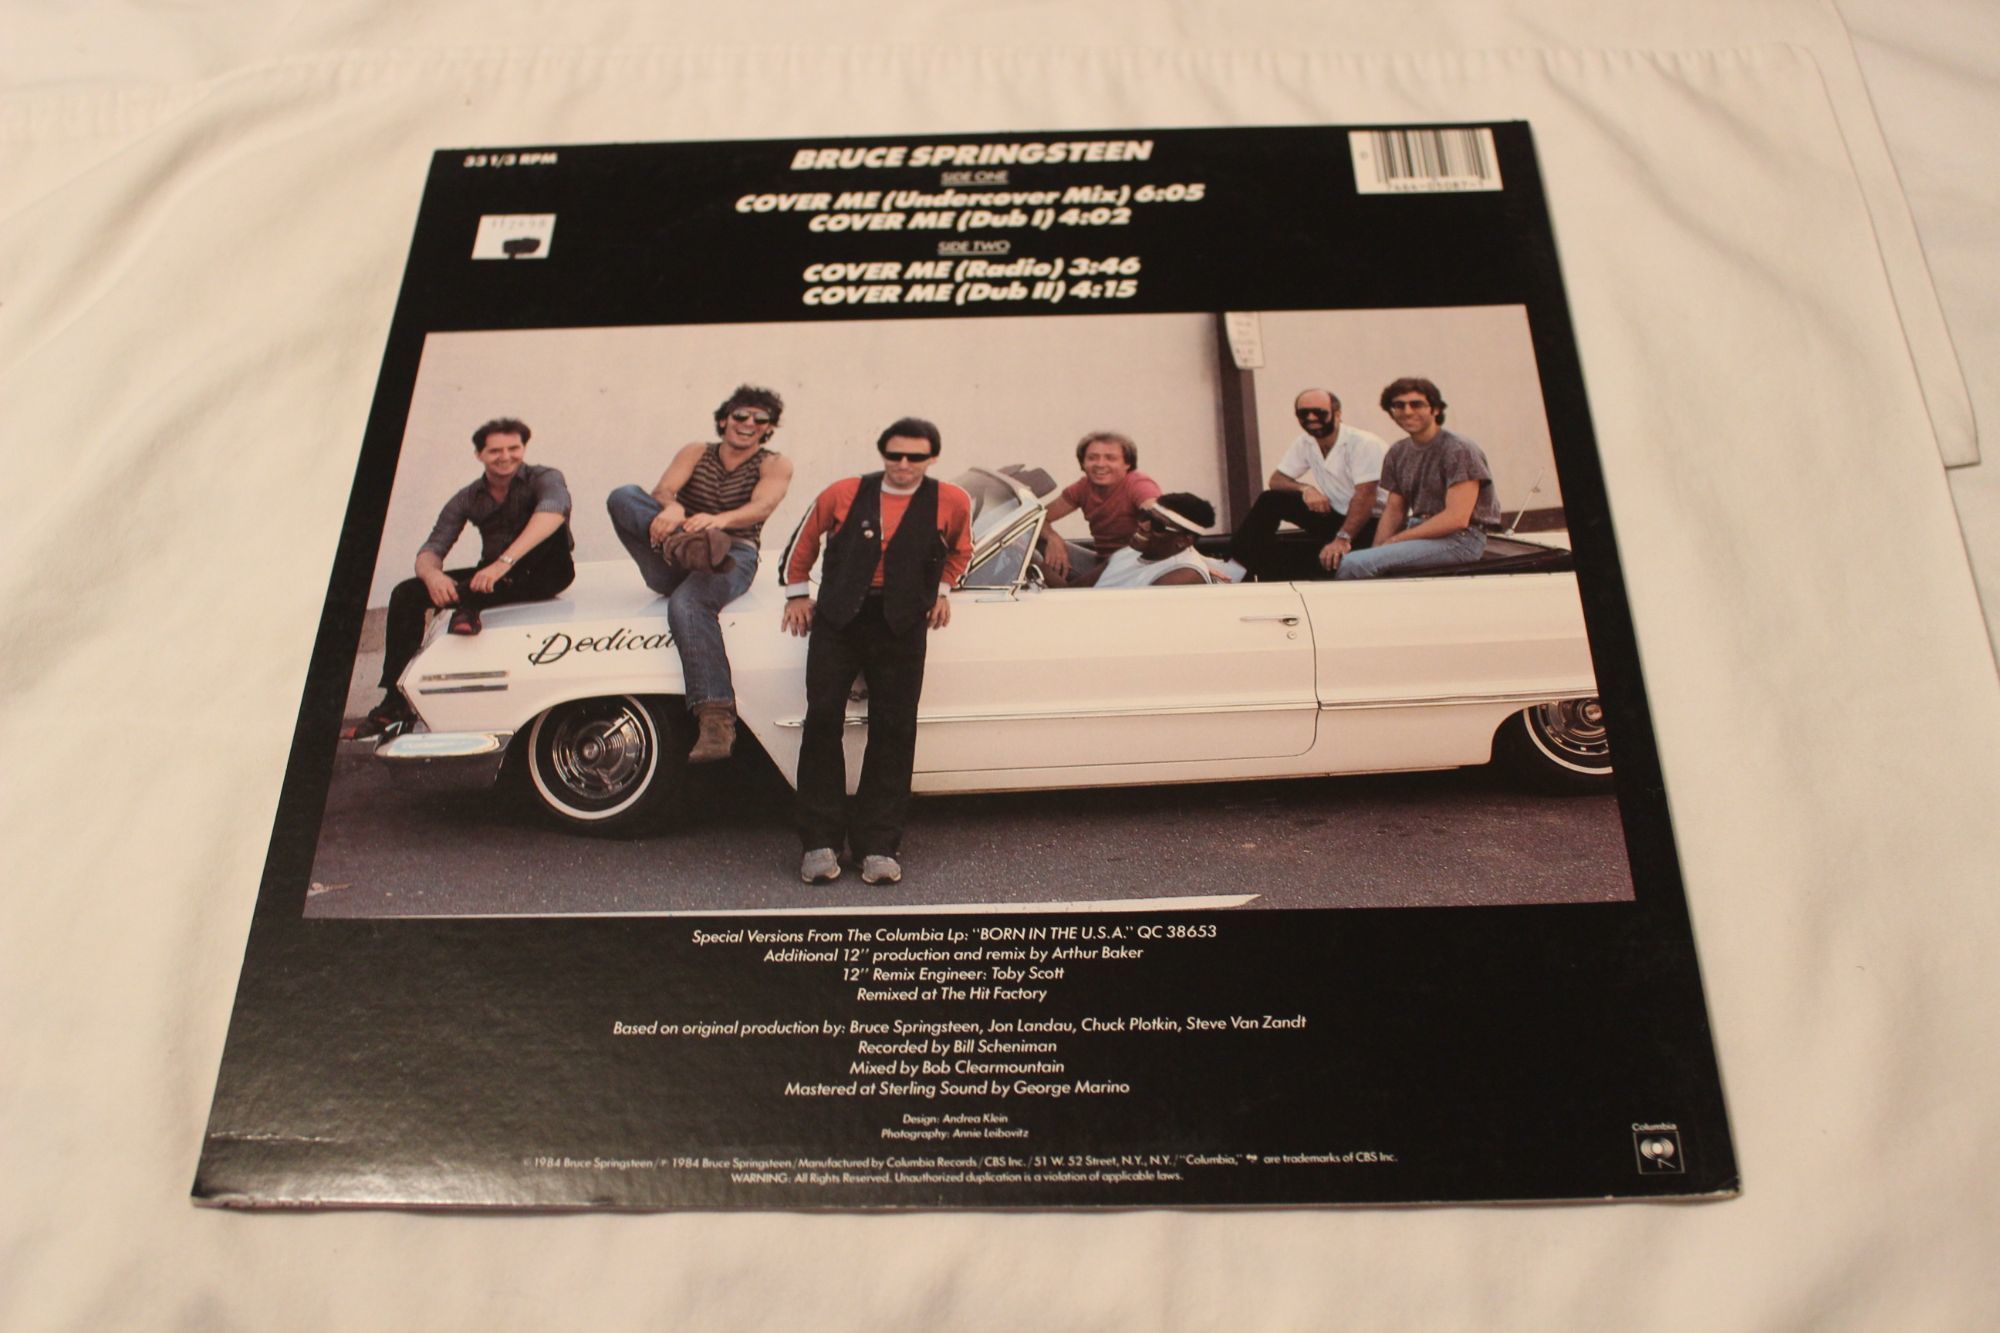 33 1/3 RPM
BRUCE SPRINGSTEEN
SIDE ONE
COVER ME (Undercover Mix) 6:05
COVER ME (Dub I) 4:02
SIDE TWO
COVER ME (Radio) 3:46
COVER ME (Dub II) 4:15
Dedicat
Special Versions From The Columbia Lp: "BORN IN THE U.S.A." QC 38653
Additional 12" production and remix by Arthur Baker
12" Remix Engineer: Toby Scott
Remixed at The Hit Factory
Based on original production by: Bruce Springsteen, Jon Landau, Chuck Plotkin, Steve Van Zandt
Recorded by Bill Scheniman
Mixed by Bob Clearmountain
Mastered at Sterling Sound by George Marino
Design: Andrea Klein
Photography: Annie Leibovitz
© 1984 Bruce Springsteen/℗ 1984 Bruce Springsteen/Manufactured by Columbia Records/CBS Inc./51 W. 52 Street, N.Y., N.Y./"Columbia," are trademarks of CBS Inc.
WARNING: All Rights Reserved. Unauthorized duplication is a violation of applicable laws.
Columbia